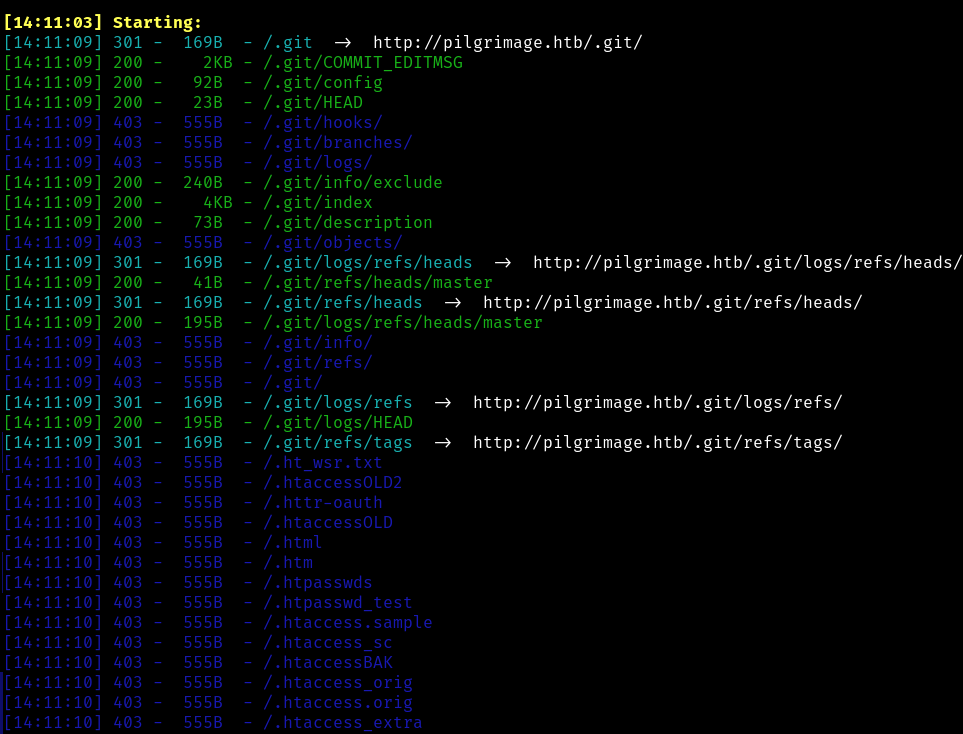 [14:11:03] Starting:
[14:11:09] 301 -  169B  - /.git  ->  http://pilgrimage.htb/.git/
[14:11:09] 200 -    2KB - /.git/COMMIT_EDITMSG
[14:11:09] 200 -   92B  - /.git/config
[14:11:09] 200 -   23B  - /.git/HEAD
[14:11:09] 403 -  555B  - /.git/hooks/
[14:11:09] 403 -  555B  - /.git/branches/
[14:11:09] 403 -  555B  - /.git/logs/
[14:11:09] 200 -  240B  - /.git/info/exclude
[14:11:09] 200 -    4KB - /.git/index
[14:11:09] 200 -   73B  - /.git/description
[14:11:09] 403 -  555B  - /.git/objects/
[14:11:09] 301 -  169B  - /.git/logs/refs/heads  ->  http://pilgrimage.htb/.git/logs/refs/heads/
[14:11:09] 200 -   41B  - /.git/refs/heads/master
[14:11:09] 301 -  169B  - /.git/refs/heads  ->  http://pilgrimage.htb/.git/refs/heads/
[14:11:09] 200 -  195B  - /.git/logs/refs/heads/master
[14:11:09] 403 -  555B  - /.git/info/
[14:11:09] 403 -  555B  - /.git/refs/
[14:11:09] 403 -  555B  - /.git/
[14:11:09] 301 -  169B  - /.git/logs/refs  ->  http://pilgrimage.htb/.git/logs/refs/
[14:11:09] 200 -  195B  - /.git/logs/HEAD
[14:11:09] 301 -  169B  - /.git/refs/tags  ->  http://pilgrimage.htb/.git/refs/tags/
[14:11:10] 403 -  555B  - /.ht_wsr.txt
[14:11:10] 403 -  555B  - /.htaccessOLD2
[14:11:10] 403 -  555B  - /.httr-oauth
[14:11:10] 403 -  555B  - /.htaccessOLD
[14:11:10] 403 -  555B  - /.html
[14:11:10] 403 -  555B  - /.htm
[14:11:10] 403 -  555B  - /.htpasswds
[14:11:10] 403 -  555B  - /.htpasswd_test
[14:11:10] 403 -  555B  - /.htaccess.sample
[14:11:10] 403 -  555B  - /.htaccess_sc
[14:11:10] 403 -  555B  - /.htaccessBAK
[14:11:10] 403 -  555B  - /.htaccess_orig
[14:11:10] 403 -  555B  - /.htaccess.orig
[14:11:10] 403 -  555B  - /.htaccess_extra